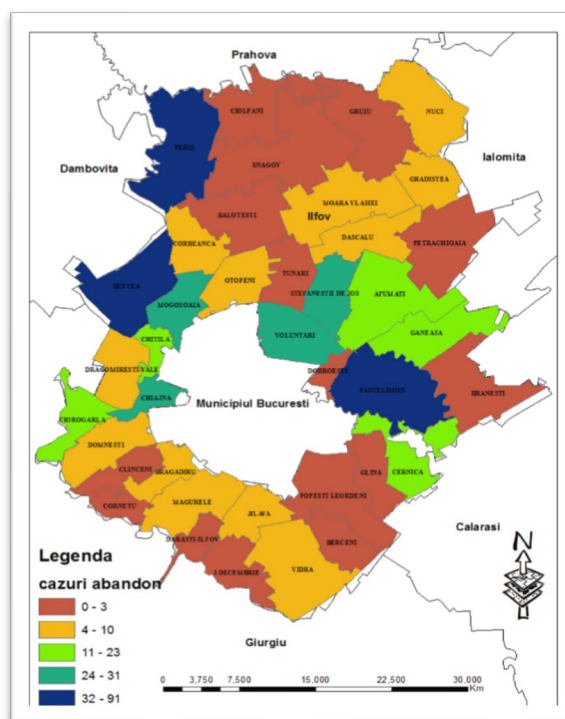 Prahova
CIOLPANI
GRUIU
NUCI
PERIS
Dambovita
Ialomita
SNAGOV
GRADISTEA
MOARA VLASIEI
BALOTESTI
Ilfov
CORBEANCA
DASCALU
PETRACHIOAIA
TUNARI
OTOPENI
BUFTEA
STEFANESTII DE JOS
AFUMATI
MOGOSOAIA
VOLUNTARI
GANEASA
CHITILA
DRAGOMIRESTI VALE
DOBROESTI
PANTELIMON
BRANESTI
CHIAJNA
Municipiul Bucuresti
CIOROGARLA
DOMNESTI
CLINCENI
BRAGADIRU
GLINA
CERNICA
CORNETU
MAGURELE
JILAVA
POPESTI LEORDENI
DARASTI-ILFOV
BERCENI
Calarasi
1 DECEMBRIE
VIDRA
N
Giurgiu
Legenda
cazuri abandon
0 - 3
4 - 10
11 - 23
24 - 31
32 - 91
0 3,750 7,500 15,000 22,500 30,000
Km